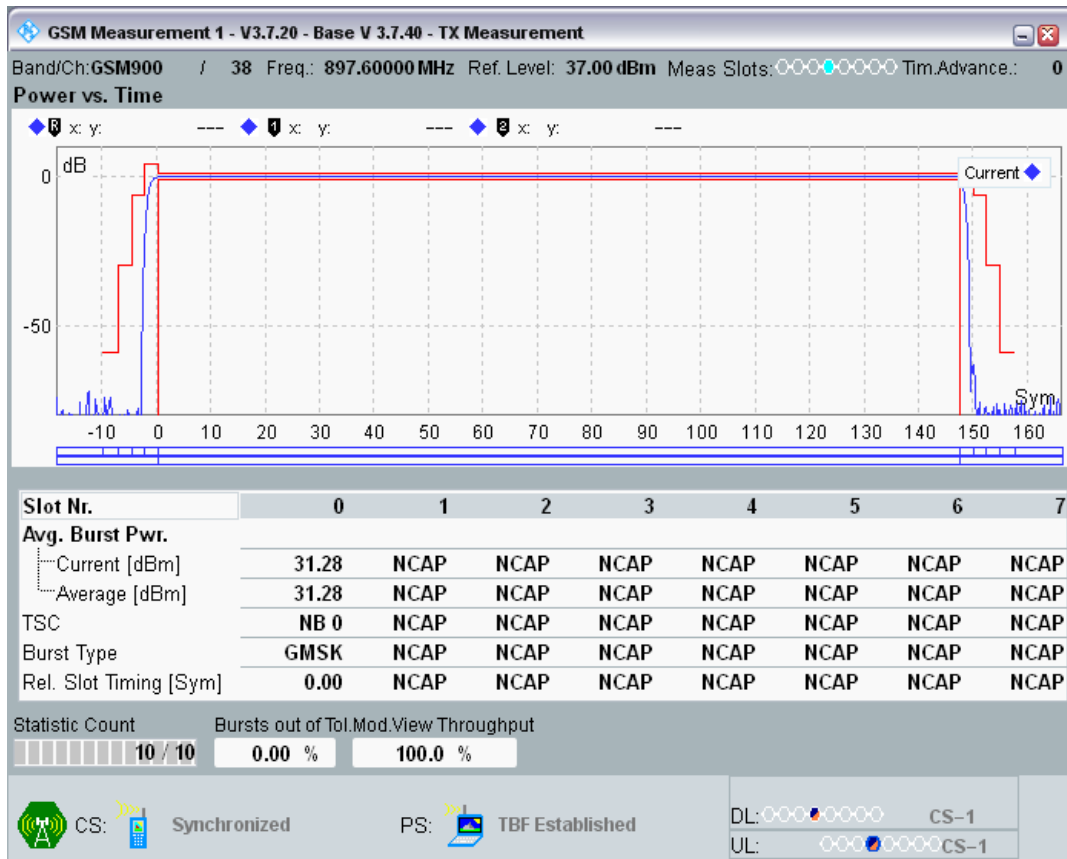 GSM Measurement 1 - V3.7.20 - Base V 3.7.40 - TX Measurement
Band/Ch:GSM900 / 38 Freq.: 897.60000 MHz Ref. Level: 37.00 dBm Meas Slots: Tim.Advance.: 0
Power vs. Time
R x: y: --- 1 x: y: --- 2 x: y: ---
dB
Current
0
-50
Sym
-10 0 10 20 30 40 50 60 70 80 90 100 110 120 130 140 150 160
Slot Nr. 0 1 2 3 4 5 6 7
Avg. Burst Pwr.
Current [dBm] 31.28 NCAP NCAP NCAP NCAP NCAP NCAP NCAP
Average [dBm] 31.28 NCAP NCAP NCAP NCAP NCAP NCAP NCAP
TSC NB 0 NCAP NCAP NCAP NCAP NCAP NCAP NCAP
Burst Type GMSK NCAP NCAP NCAP NCAP NCAP NCAP NCAP
Rel. Slot Timing [Sym] 0.00 NCAP NCAP NCAP NCAP NCAP NCAP NCAP
Statistic Count Bursts out of Tol. Mod.View Throughput
10 / 10 0.00 % 100.0 %
CS: Synchronized PS: TBF Established
DL: CS-1
UL: CS-1